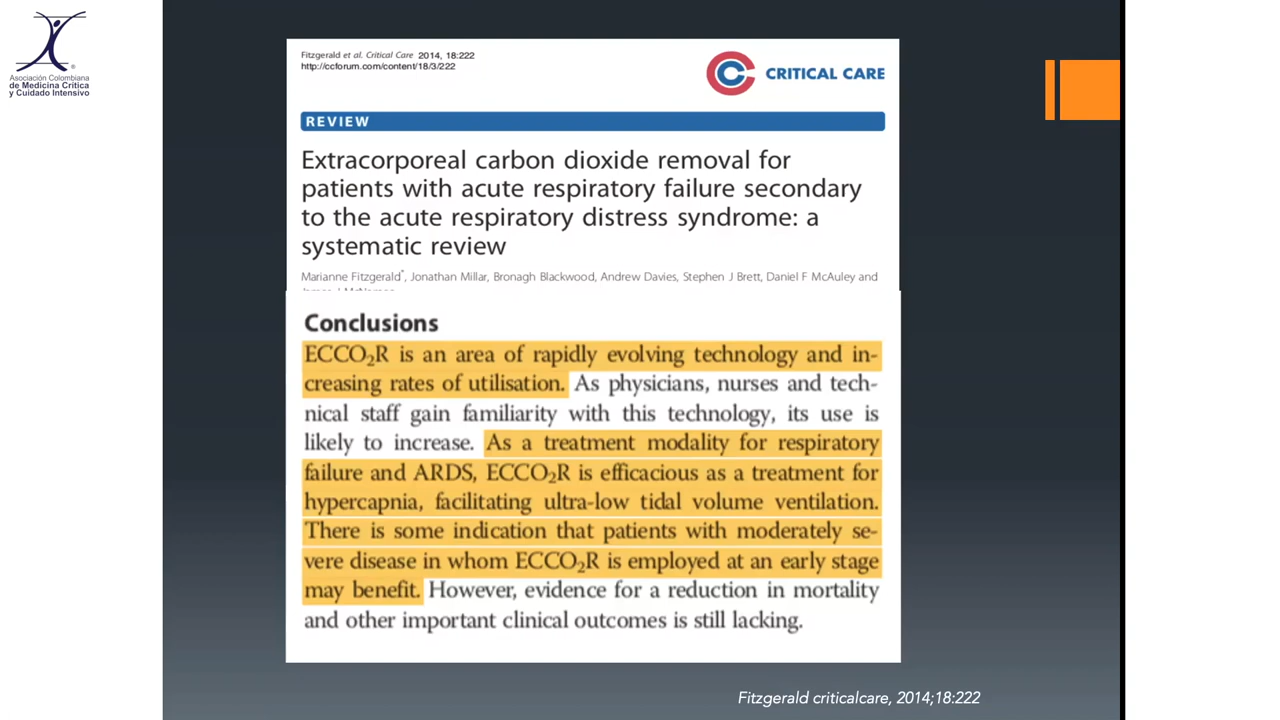 Asociación Colombiana
de Medicina Crítica
y Cuidado Intensivo
Fitzgerald et al. Critical Care 2014, 18:222
http://ccforum.com/content/18/3/222
CRITICAL CARE
REVIEW
Extracorporeal carbon dioxide removal for
patients with acute respiratory failure secondary
to the acute respiratory distress syndrome: a
systematic review
Marianne Fitzgerald*, Jonathan Millar, Bronagh Blackwood, Andrew Davies, Stephen J Brett, Daniel F McAuley and
Conclusions
ECCO₂R is an area of rapidly evolving technology and in-
creasing rates of utilisation. As physicians, nurses and tech-
nical staff gain familiarity with this technology, its use is
likely to increase. As a treatment modality for respiratory
failure and ARDS, ECCO₂R is efficacious as a treatment for
hypercapnia, facilitating ultra-low tidal volume ventilation.
There is some indication that patients with moderately se-
vere disease in whom ECCO₂R is employed at an early stage
may benefit. However, evidence for a reduction in mortality
and other important clinical outcomes is still lacking.
Fitzgerald criticalcare, 2014;18:222